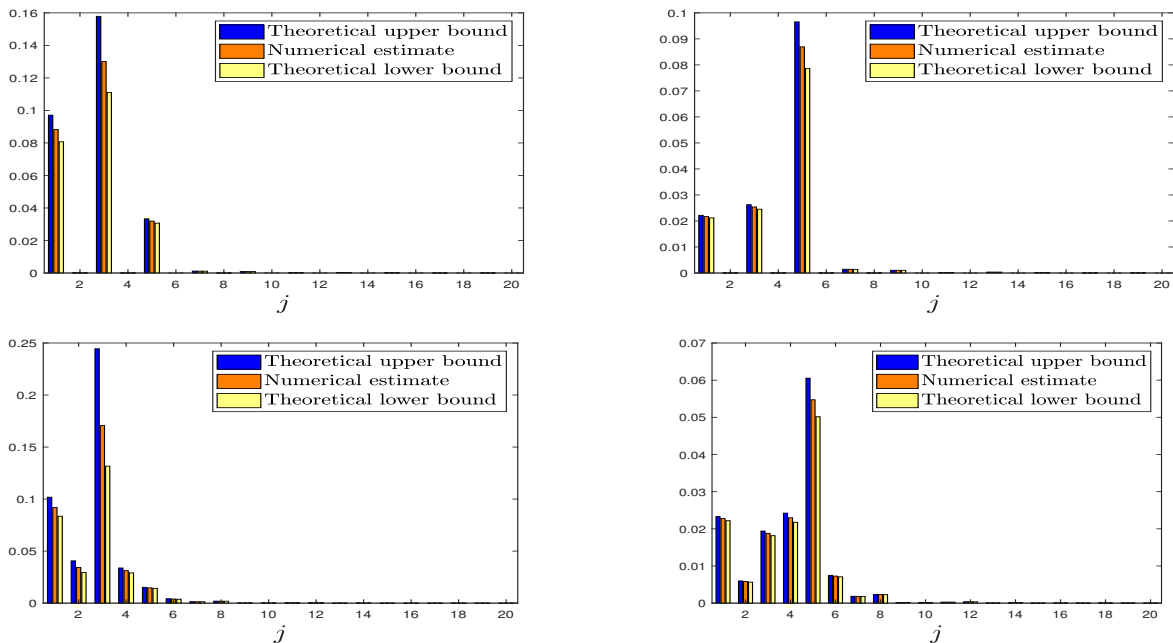 0.16
0.14
0.12
0.1
0.08
0.06
0.04
0.02
0
2 4 6 8 10 12 14 16 18 20
j
Theoretical upper bound
Numerical estimate
Theoretical lower bound
0.1
0.09
0.08
0.07
0.06
0.05
0.04
0.03
0.02
0.01
0
2 4 6 8 10 12 14 16 18 20
j
Theoretical upper bound
Numerical estimate
Theoretical lower bound
0.25
0.2
0.15
0.1
0.05
0
2 4 6 8 10 12 14 16 18 20
j
Theoretical upper bound
Numerical estimate
Theoretical lower bound
0.07
0.06
0.05
0.04
0.03
0.02
0.01
0
2 4 6 8 10 12 14 16 18 20
j
Theoretical upper bound
Numerical estimate
Theoretical lower bound